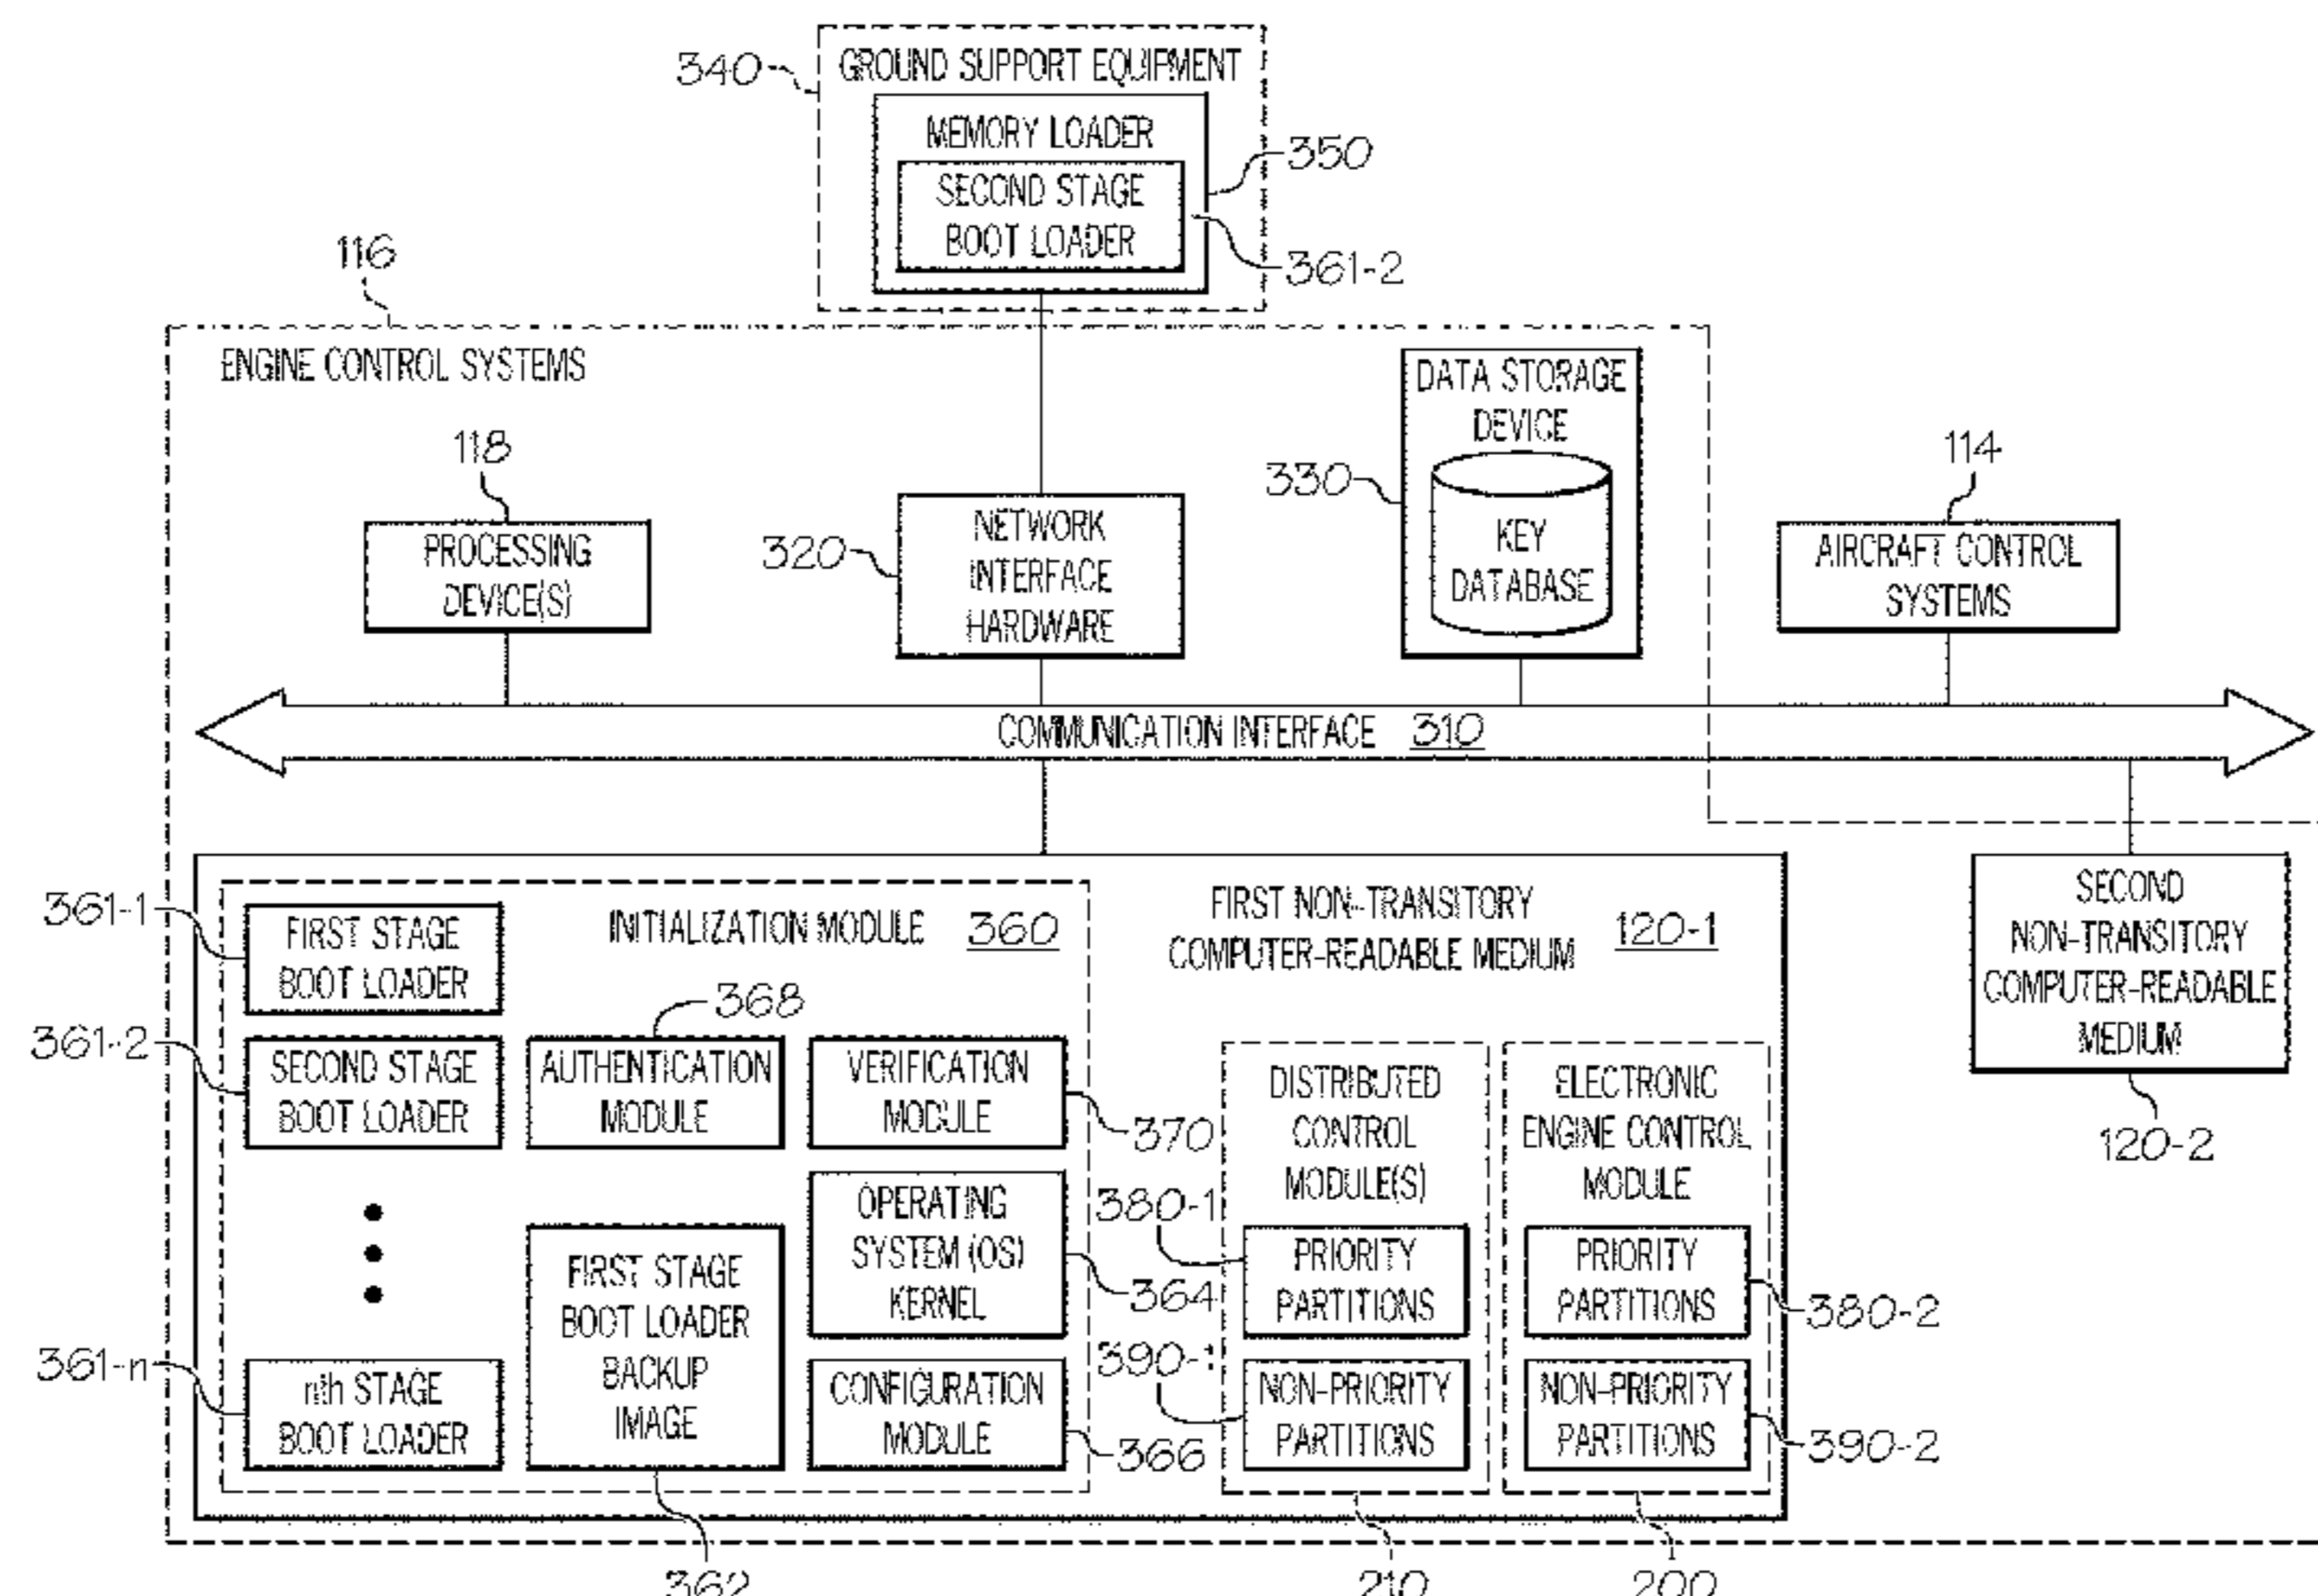 340
GROUND SUPPORT EQUIPMENT
MEMORY LOADER
350
SECOND STAGE
BOOT LOADER
361-2
116
ENGINE CONTROL SYSTEMS
118
PROCESSING
DEVICE(S)
320
NETWORK
INTERFACE
HARDWARE
330
DATA STORAGE
DEVICE
KEY
DATABASE
114
AIRCRAFT CONTROL
SYSTEMS
COMMUNICATION INTERFACE 310
361-1
FIRST STAGE
BOOT LOADER
INITIALIZATION MODULE 360
FIRST NON-TRANSITORY
COMPUTER-READABLE MEDIUM 120-1
SECOND
NON-TRANSITORY
COMPUTER-READABLE
MEDIUM
120-2
361-2
SECOND STAGE
BOOT LOADER
368
AUTHENTICATION
MODULE
VERIFICATION
MODULE
370
OPERATING
SYSTEM (OS)
KERNEL
364
FIRST STAGE
BOOT LOADER
BACKUP
IMAGE
362
361-n
nth STAGE
BOOT LOADER
CONFIGURATION
MODULE
366
DISTRIBUTED
CONTROL
MODULE(S)
380-1
PRIORITY
PARTITIONS
390-1
NON-PRIORITY
PARTITIONS
210
ELECTRONIC
ENGINE CONTROL
MODULE
PRIORITY
PARTITIONS
380-2
NON-PRIORITY
PARTITIONS
390-2
200